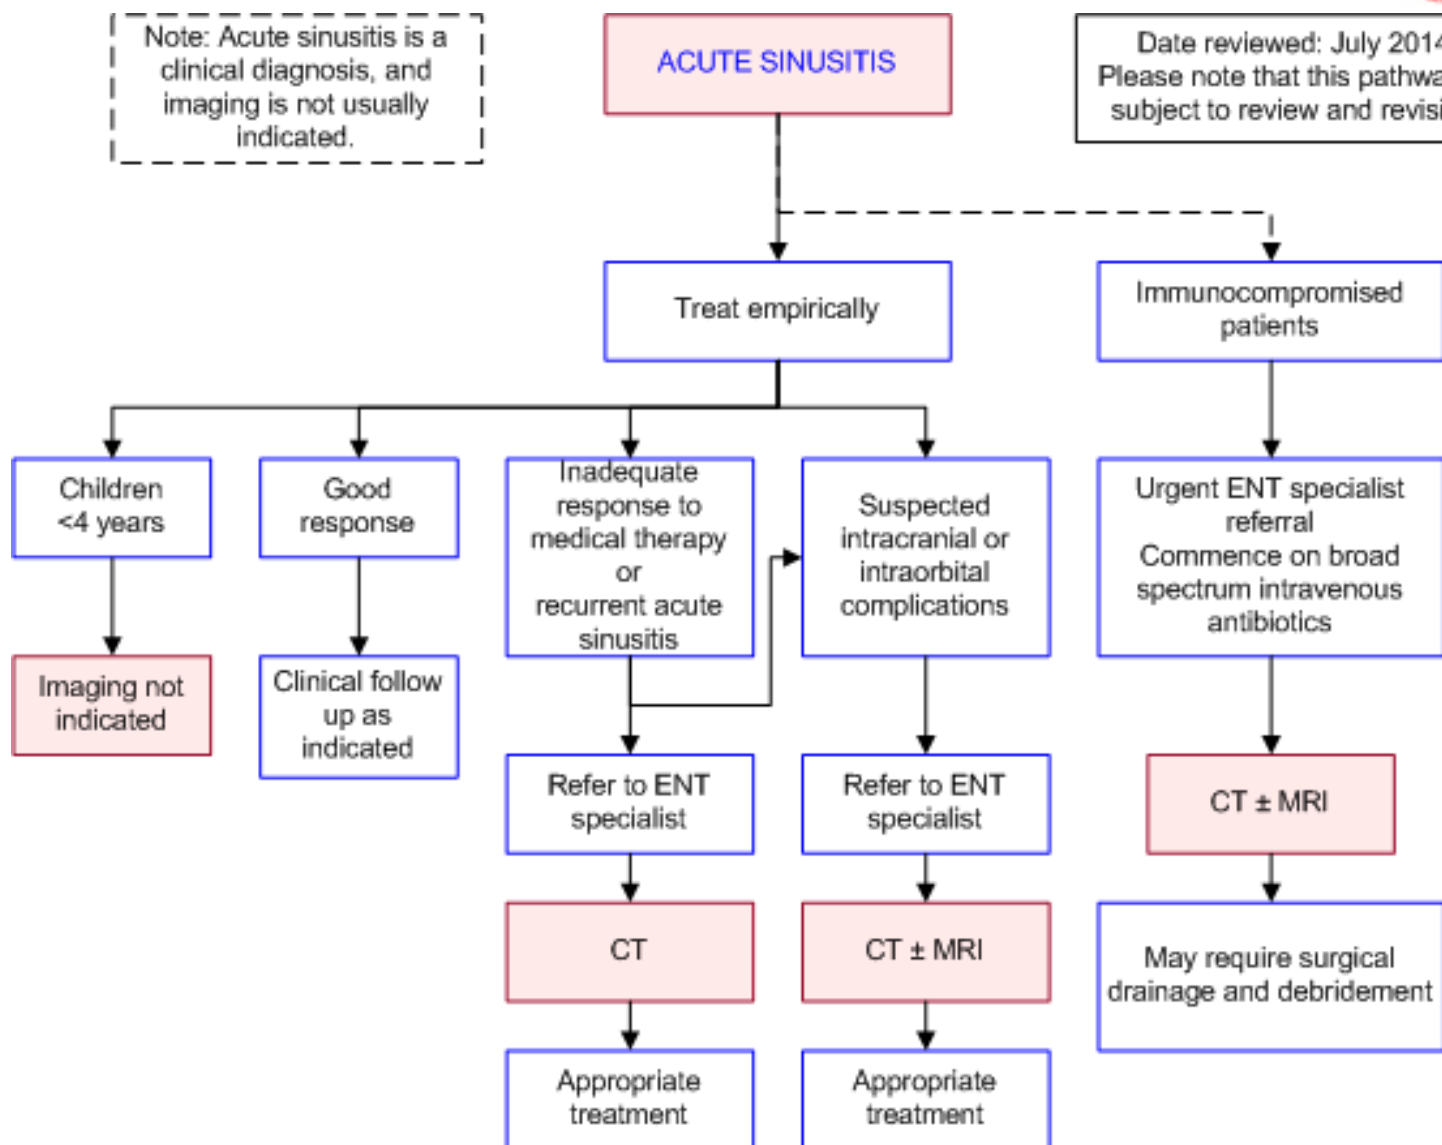 Note: Acute sinusitis is a
clinical diagnosis, and
imaging is not usually
indicated.
ACUTE SINUSITIS
Date reviewed: July 2014
Please note that this pathwa
subject to review and revisi
Treat empirically
Immunocompromised
patients
Children
<4 years
Good
response
Inadequate
response to
medical therapy
or
recurrent acute
sinusitis
Suspected
intracranial or
intraorbital
complications
Urgent ENT specialist
referral
Commence on broad
spectrum intravenous
antibiotics
Imaging not
indicated
Clinical follow
up as
indicated
Refer to ENT
specialist
Refer to ENT
specialist
CT ± MRI
CT
CT ± MRI
May require surgical
drainage and debridement
Appropriate
treatment
Appropriate
treatment